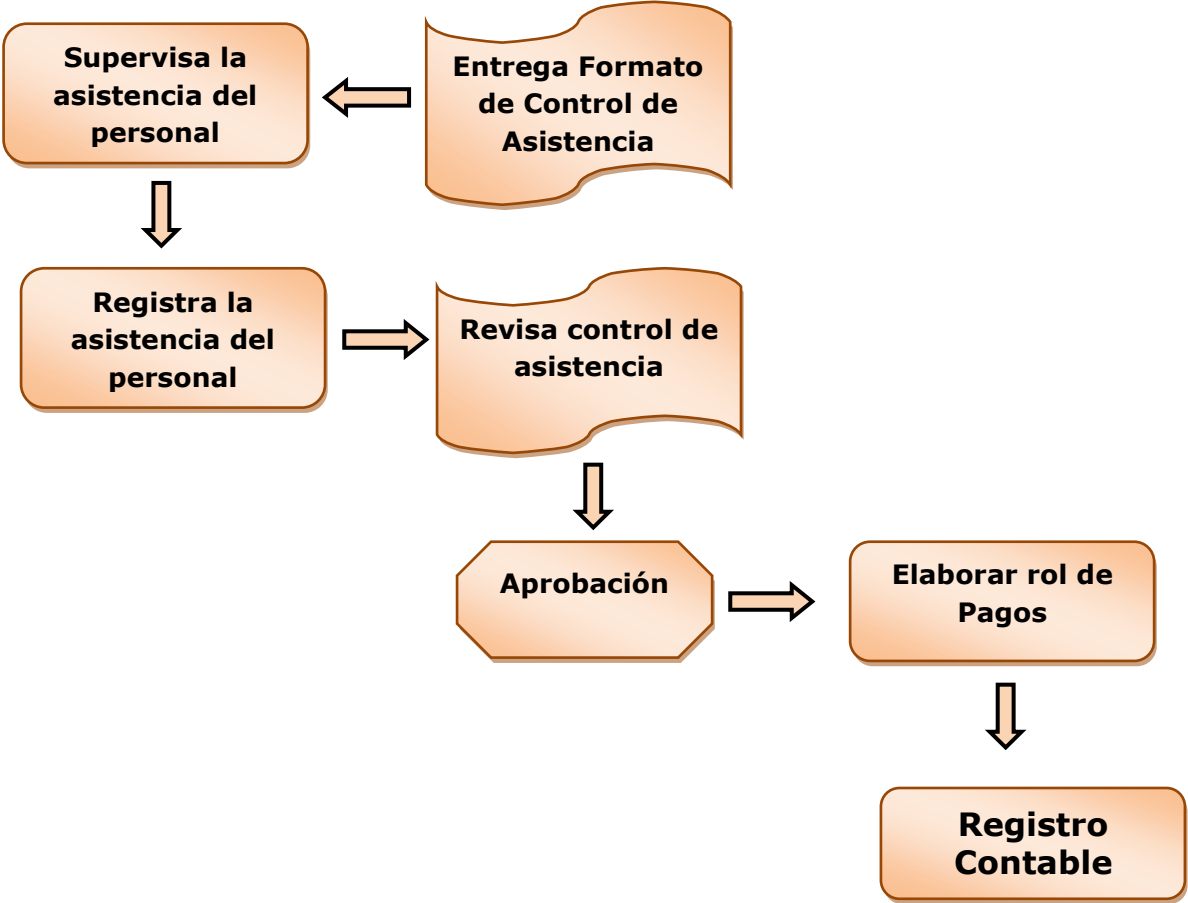 Supervisa la
asistencia del
personal
Entrega Formato
de Control de
Asistencia
Registra la
asistencia del
personal
Revisa control de
asistencia
Aprobación
Elaborar rol de
Pagos
Registro
Contable